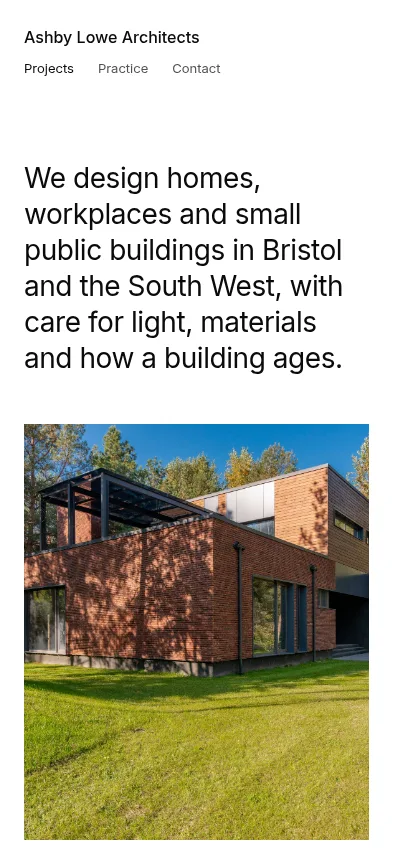 Ashby Lowe Architects
Projects Practice Contact
We design homes,
workplaces and small
public buildings in Bristol
and the South West, with
care for light, materials
and how a building ages.